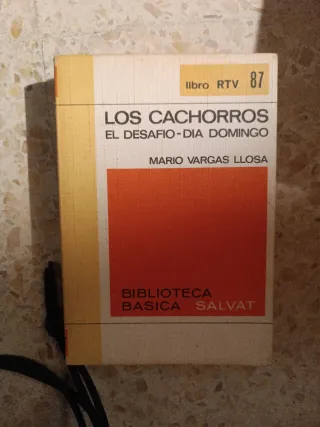 libro RTV 87
LOS CACHORROS
EL DESAFIO-DIA DOMINGO
MARIO VARGAS LLOSA
BIBLIOTECA
BASICA SALVAT